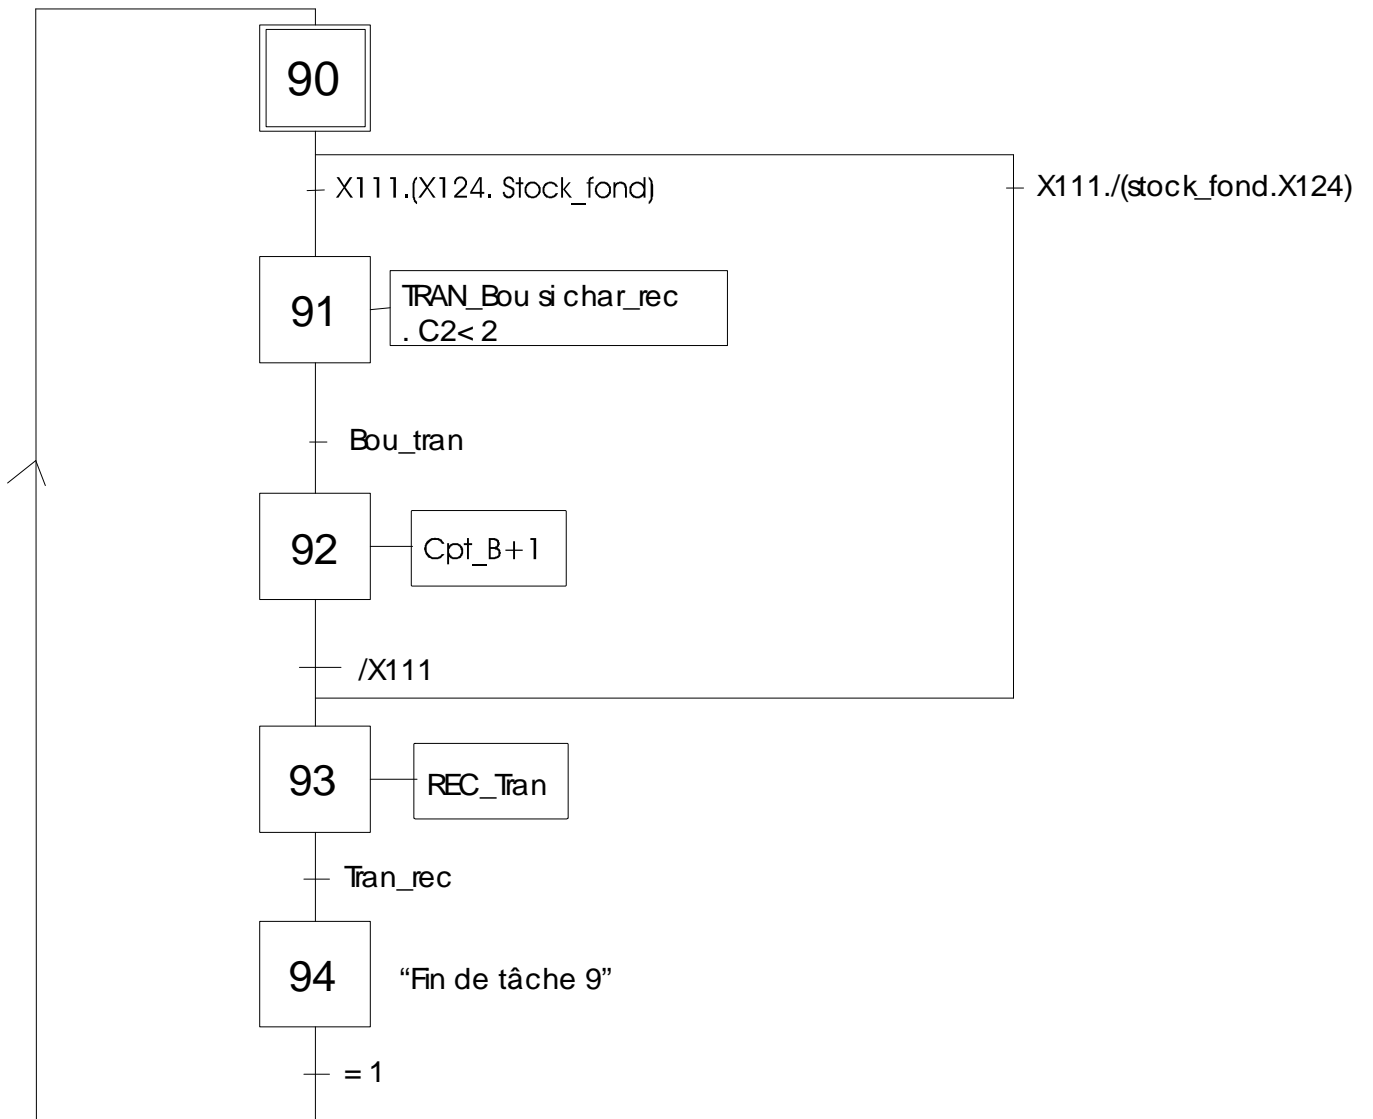 90
X111.(X124. Stock_fond)
X111./(stock_fond.X124)
91
TRAN_Bou si char_rec
. C2< 2
Bou_tran
92
Cpt_B+1
/X111
93
REC_Tran
Tran_rec
94
“Fin de tâche 9”
= 1